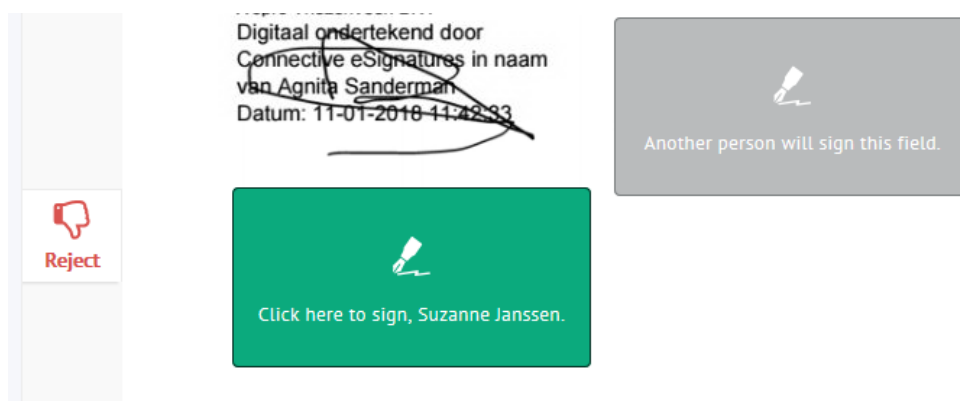 Digitaal ondertekend door
Connective eSignatures in naam
van Agnita Sanderman
Datum: 11-01-2018 11:42:33
Another person will sign this field.
Reject
Click here to sign, Suzanne Janssen.